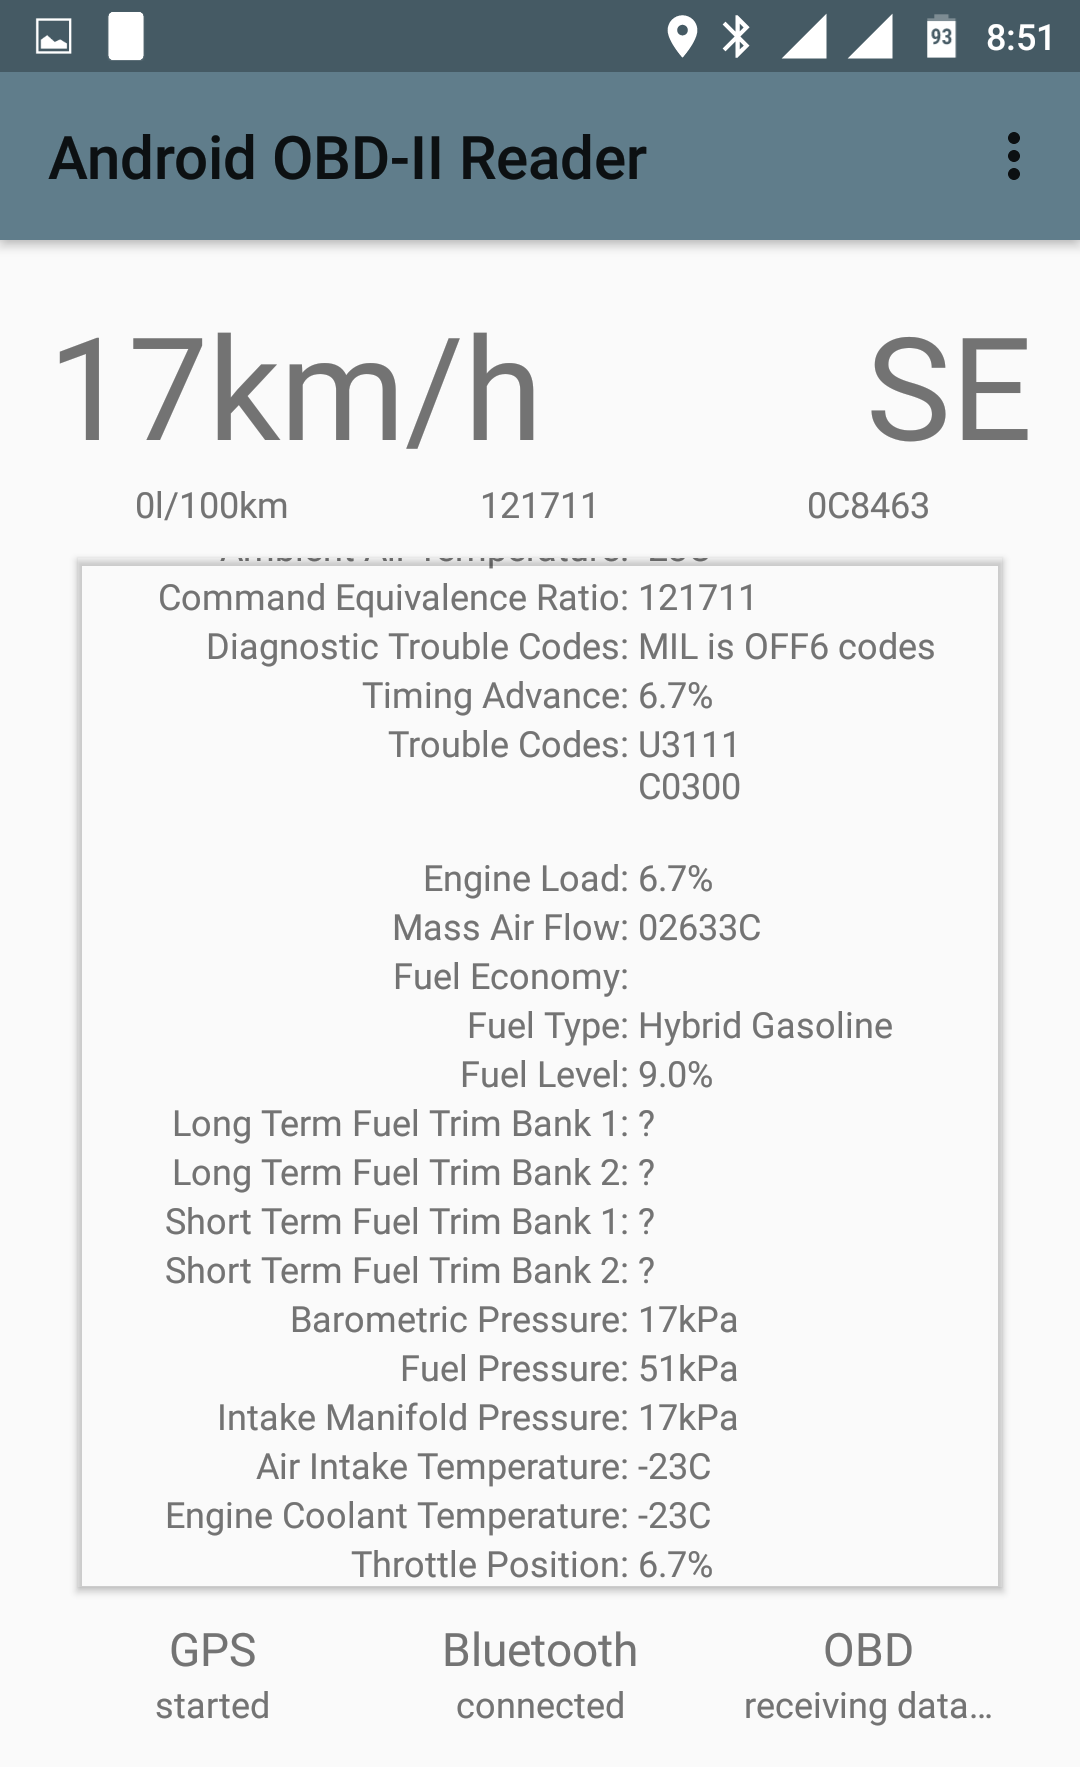 93 8:51
Android OBD-II Reader
17km/h SE
0l/100km 121711 0C8463
Ambient Air Temperature: -23C
Command Equivalence Ratio: 121711
Diagnostic Trouble Codes: MIL is OFF6 codes
Timing Advance: 6.7%
Trouble Codes: U3111
C0300
Engine Load: 6.7%
Mass Air Flow: 02633C
Fuel Economy:
Fuel Type: Hybrid Gasoline
Fuel Level: 9.0%
Long Term Fuel Trim Bank 1: ?
Long Term Fuel Trim Bank 2: ?
Short Term Fuel Trim Bank 1: ?
Short Term Fuel Trim Bank 2: ?
Barometric Pressure: 17kPa
Fuel Pressure: 51kPa
Intake Manifold Pressure: 17kPa
Air Intake Temperature: -23C
Engine Coolant Temperature: -23C
Throttle Position: 6.7%
GPS Bluetooth OBD
started connected receiving data...